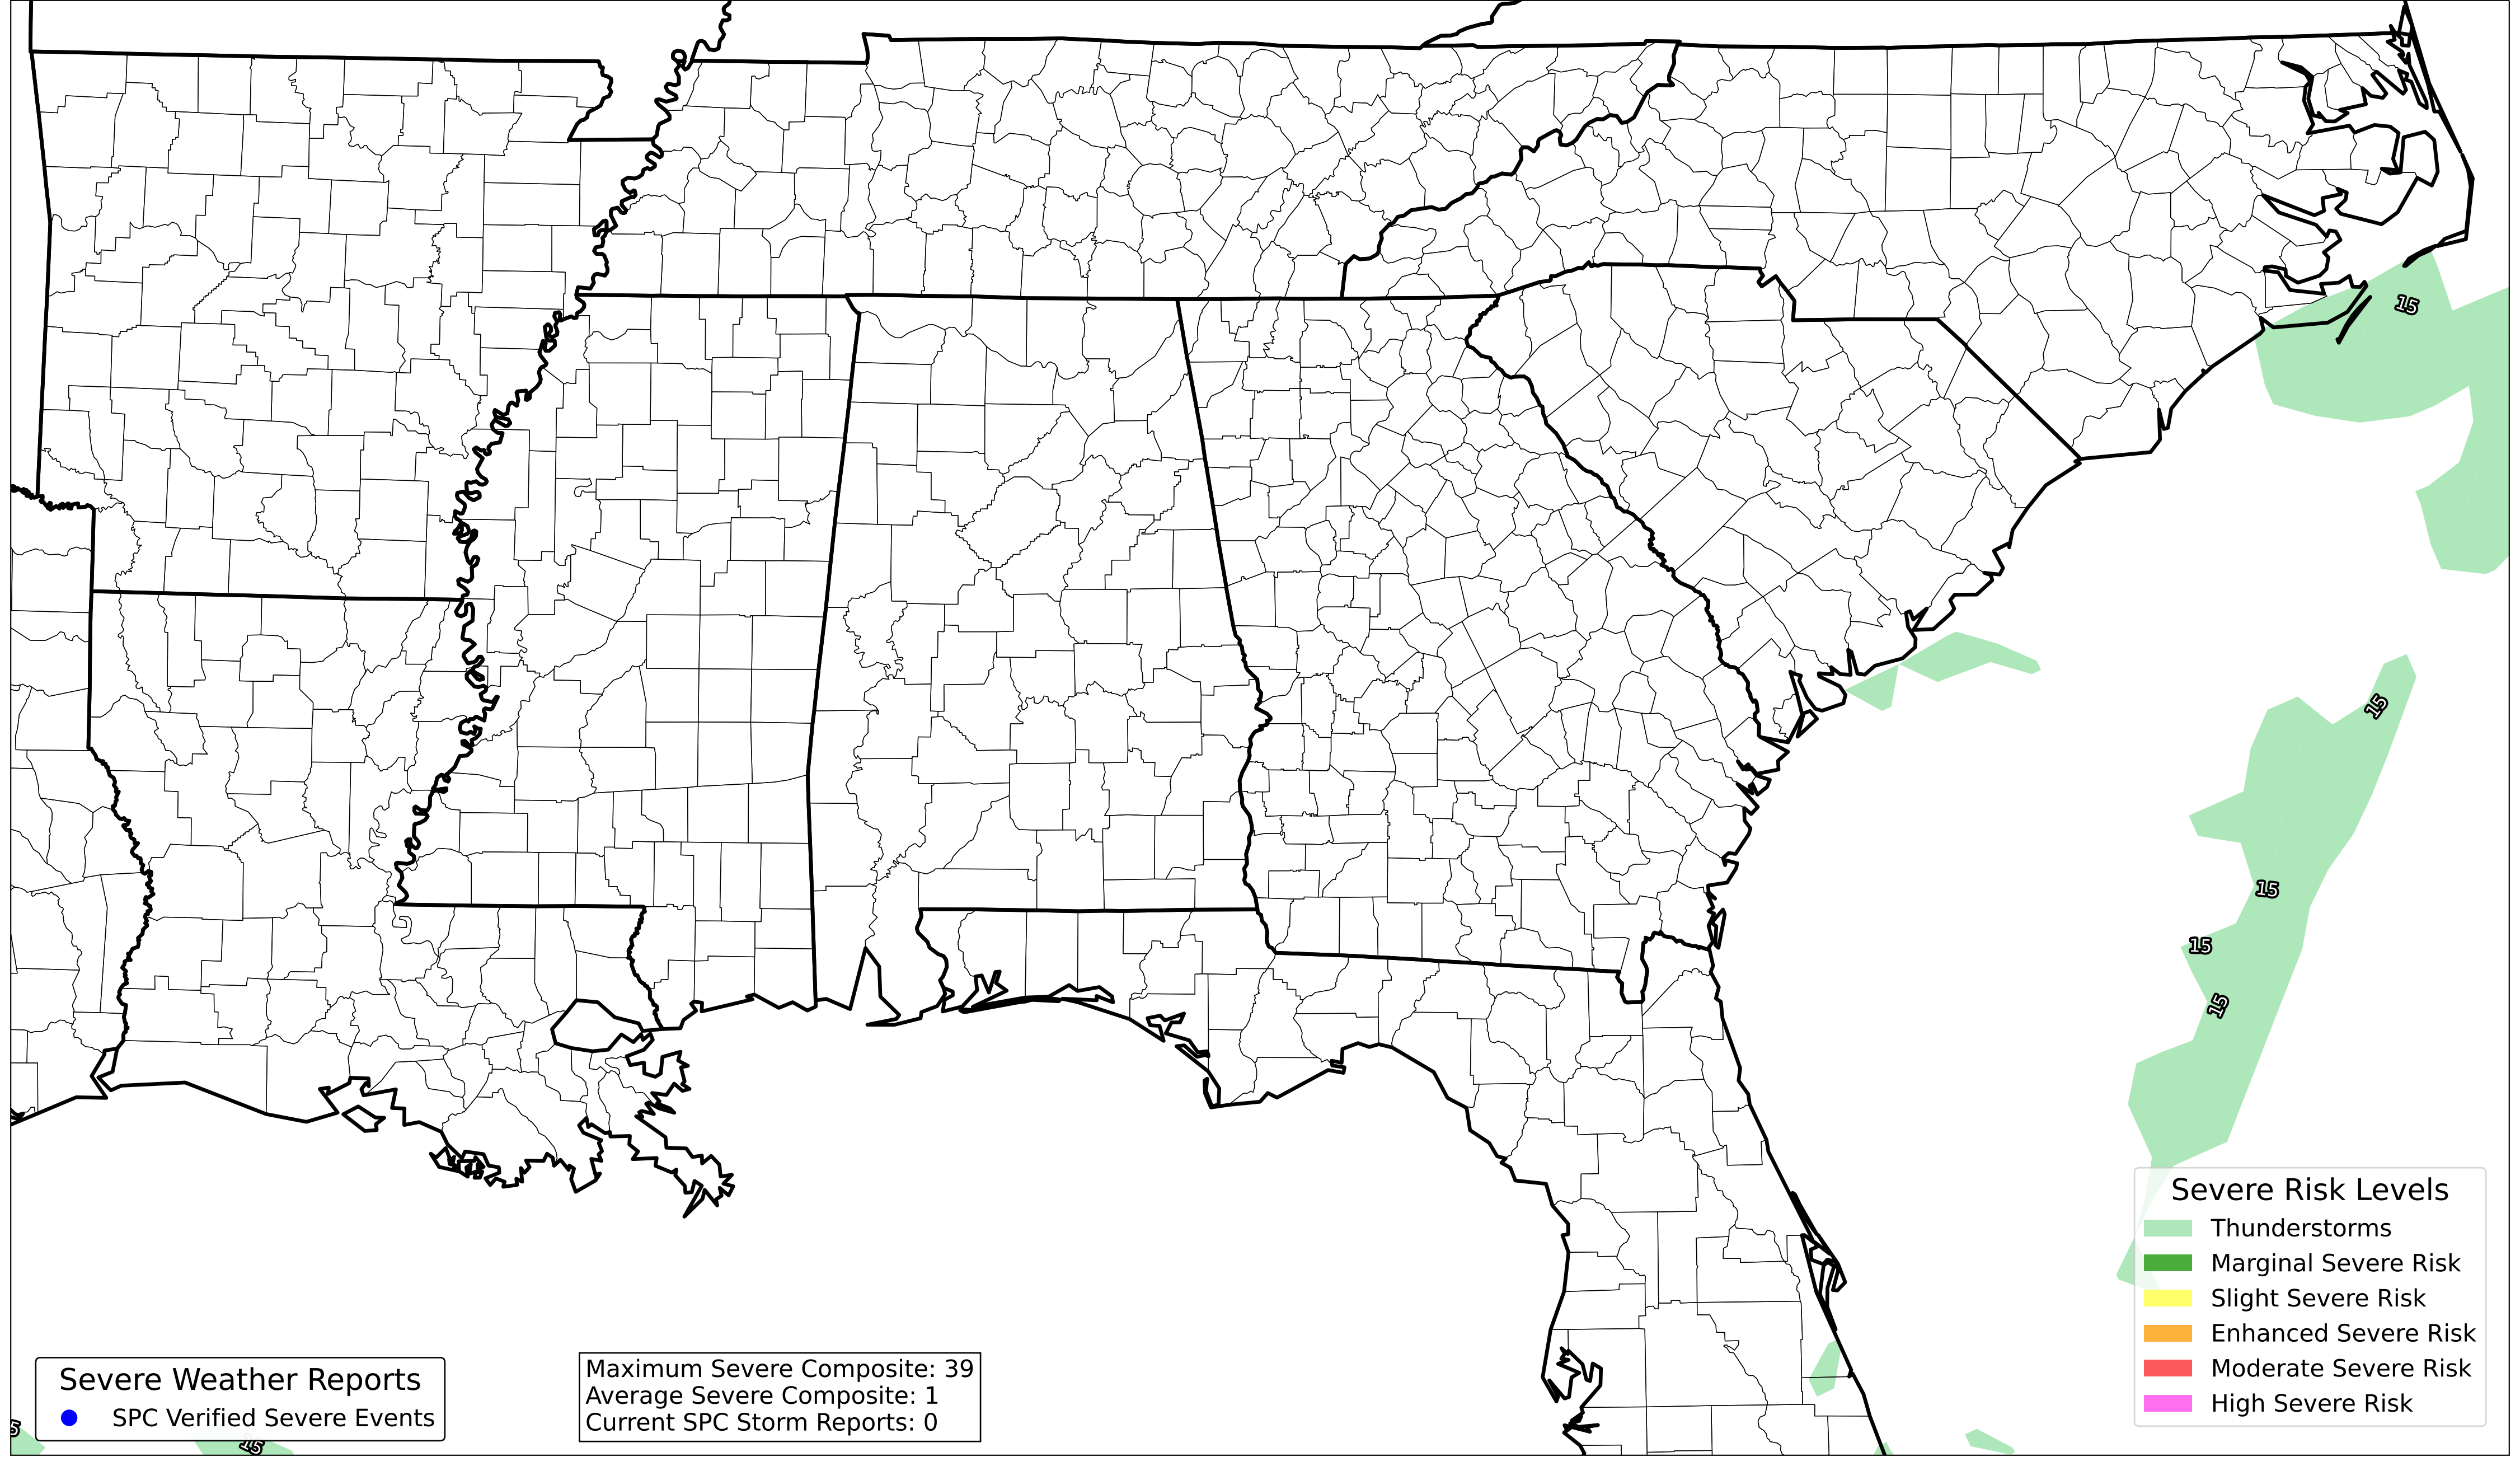 15
15
15
15
15
Severe Risk Levels
Thunderstorms
Marginal Severe Risk
Slight Severe Risk
Enhanced Severe Risk
Moderate Severe Risk
High Severe Risk
Maximum Severe Composite: 39
Average Severe Composite: 1
Current SPC Storm Reports: 0
Severe Weather Reports
SPC Verified Severe Events
5
15